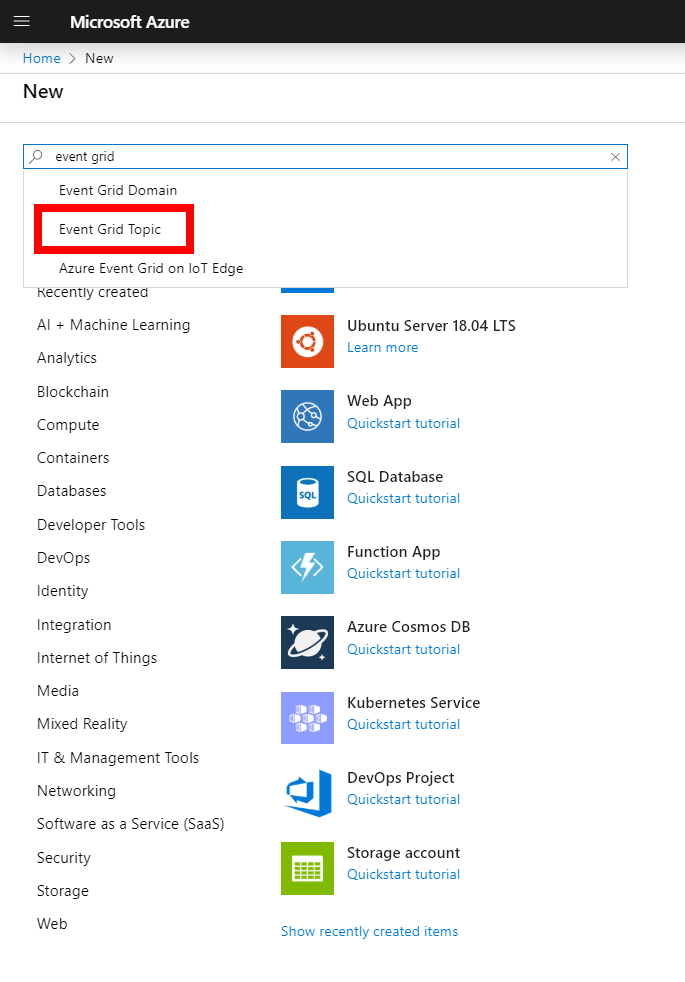 Microsoft Azure
Home > New
New
event grid
Event Grid Domain
Event Grid Topic
Azure Event Grid on IoT Edge
Recently created
AI + Machine Learning
Analytics
Blockchain
Compute
Containers
Databases
Developer Tools
DevOps
Identity
Integration
Internet of Things
Media
Mixed Reality
IT & Management Tools
Networking
Software as a Service (SaaS)
Security
Storage
Web
Ubuntu Server 18.04 LTS
Learn more
Web App
Quickstart tutorial
SQL
SQL Database
Quickstart tutorial
Function App
Quickstart tutorial
Azure Cosmos DB
Quickstart tutorial
Kubernetes Service
Quickstart tutorial
DevOps Project
Quickstart tutorial
Storage account
Quickstart tutorial
Show recently created items